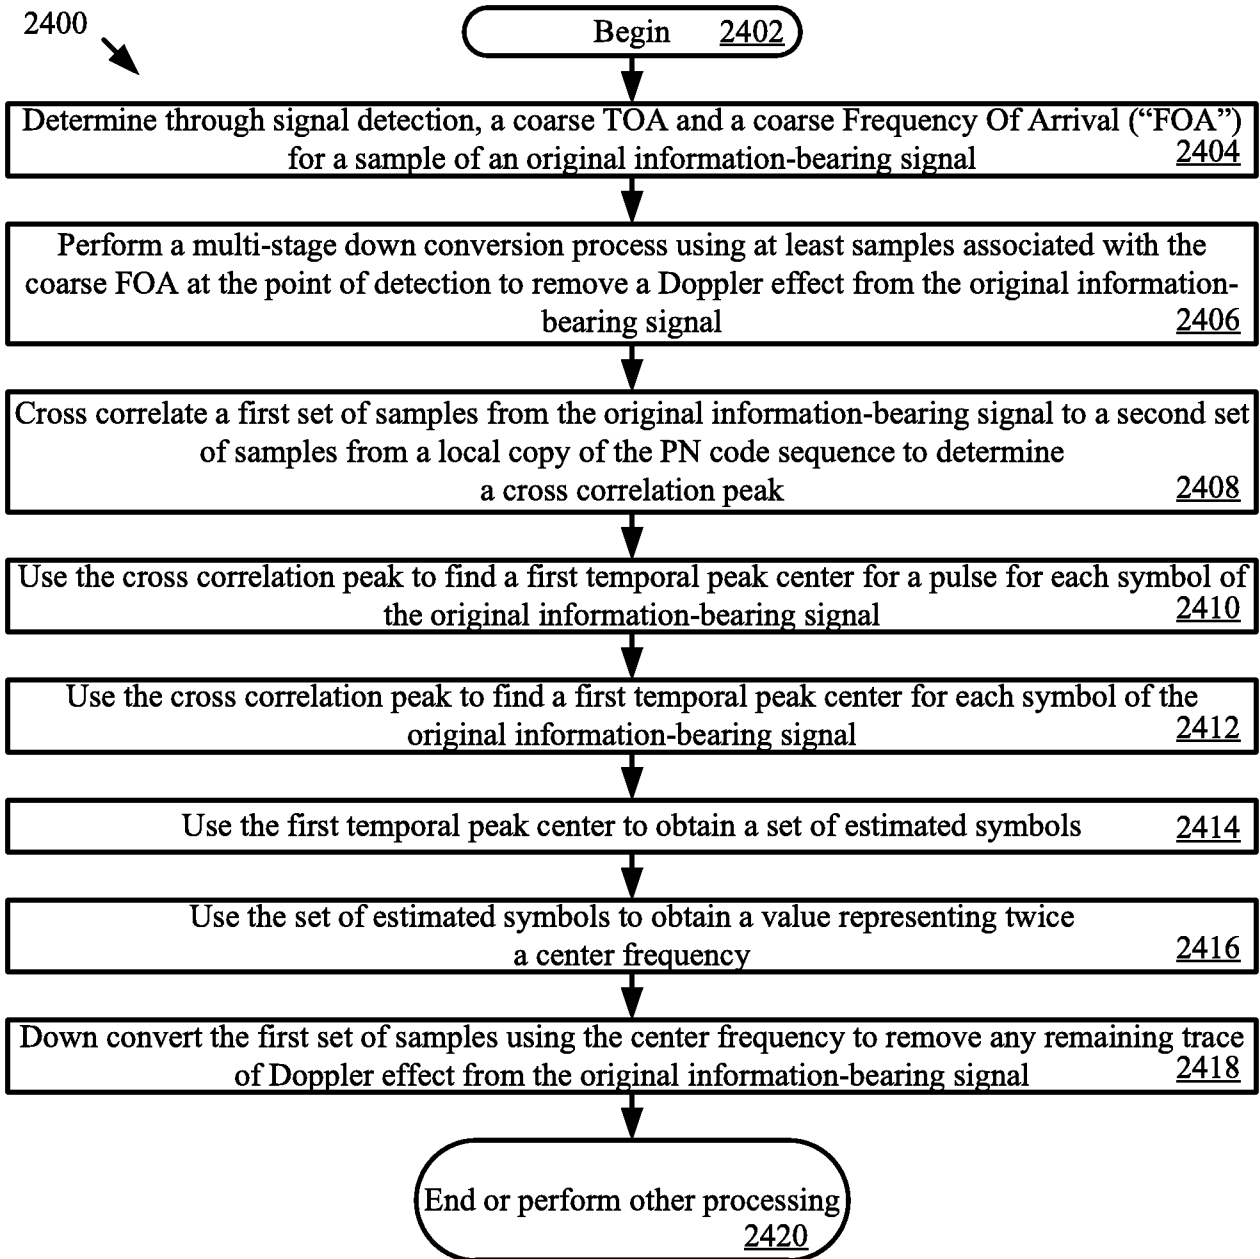 2400
Begin 2402
Determine through signal detection, a coarse TOA and a coarse Frequency Of Arrival (“FOA”)
for a sample of an original information-bearing signal 2404
Perform a multi-stage down conversion process using at least samples associated with the
coarse FOA at the point of detection to remove a Doppler effect from the original information-
bearing signal 2406
Cross correlate a first set of samples from the original information-bearing signal to a second set
of samples from a local copy of the PN code sequence to determine
a cross correlation peak 2408
Use the cross correlation peak to find a first temporal peak center for a pulse for each symbol of
the original information-bearing signal 2410
Use the cross correlation peak to find a first temporal peak center for each symbol of the
original information-bearing signal 2412
Use the first temporal peak center to obtain a set of estimated symbols 2414
Use the set of estimated symbols to obtain a value representing twice
a center frequency 2416
Down convert the first set of samples using the center frequency to remove any remaining trace
of Doppler effect from the original information-bearing signal 2418
End or perform other processing
2420